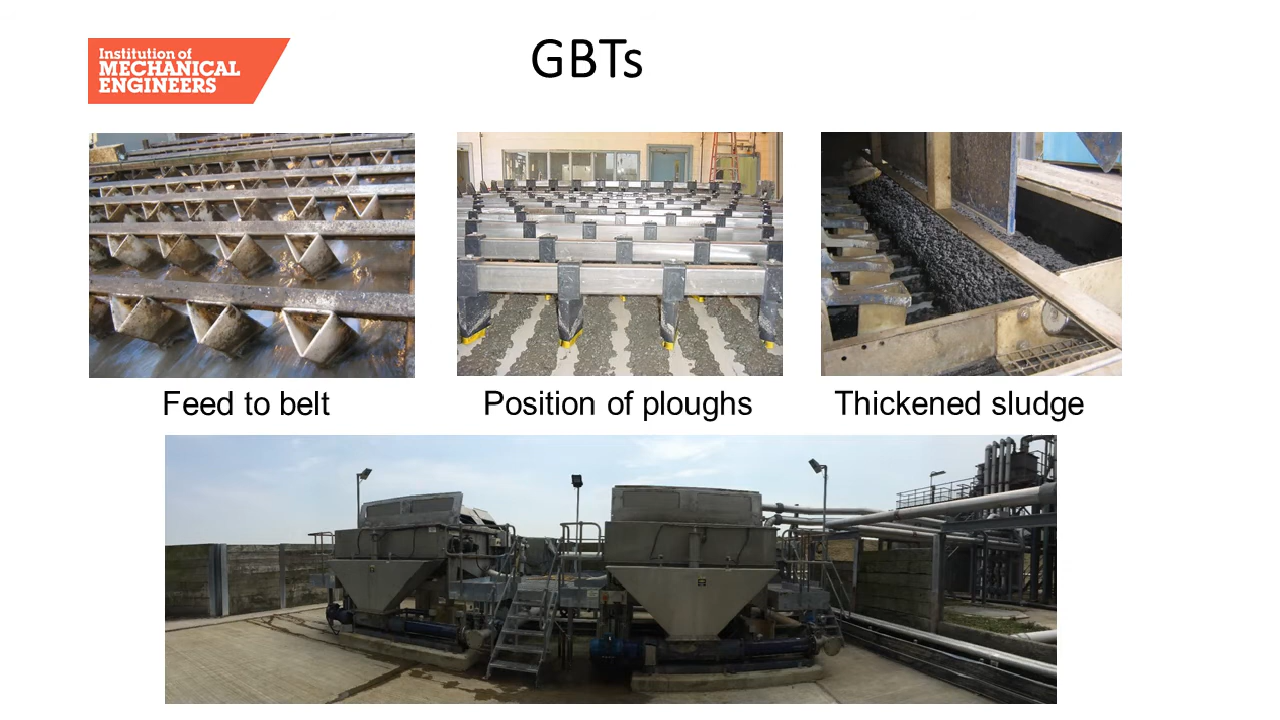 Institution of
MECHANICAL
ENGINEERS
GBTs
Feed to belt
Position of ploughs
Thickened sludge